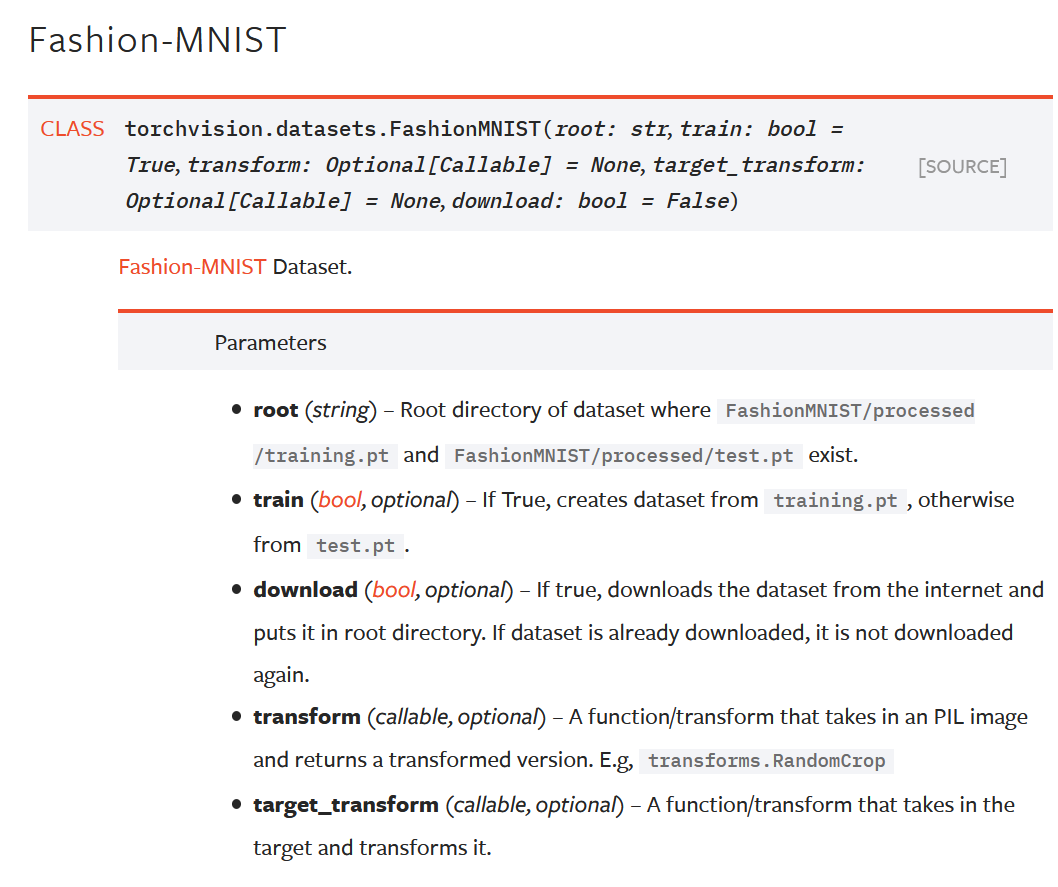 Fashion-MNIST
CLASS torchvision.datasets.FashionMNIST(root: str, train: bool =
True, transform: Optional[Callable] = None, target_transform:
[SOURCE]
Optional[Callable] = None, download: bool = False)
Fashion-MNIST Dataset.
Parameters
• root (string) – Root directory of dataset where FashionMNIST/processed
/training.pt and FashionMNIST/processed/test.pt exist.
• train (bool, optional) – If True, creates dataset from training.pt , otherwise
from test.pt .
• download (bool, optional) – If true, downloads the dataset from the internet and
puts it in root directory. If dataset is already downloaded, it is not downloaded
again.
• transform (callable, optional) – A function/transform that takes in an PIL image
and returns a transformed version. E.g, transforms.RandomCrop
• target_transform (callable, optional) – A function/transform that takes in the
target and transforms it.